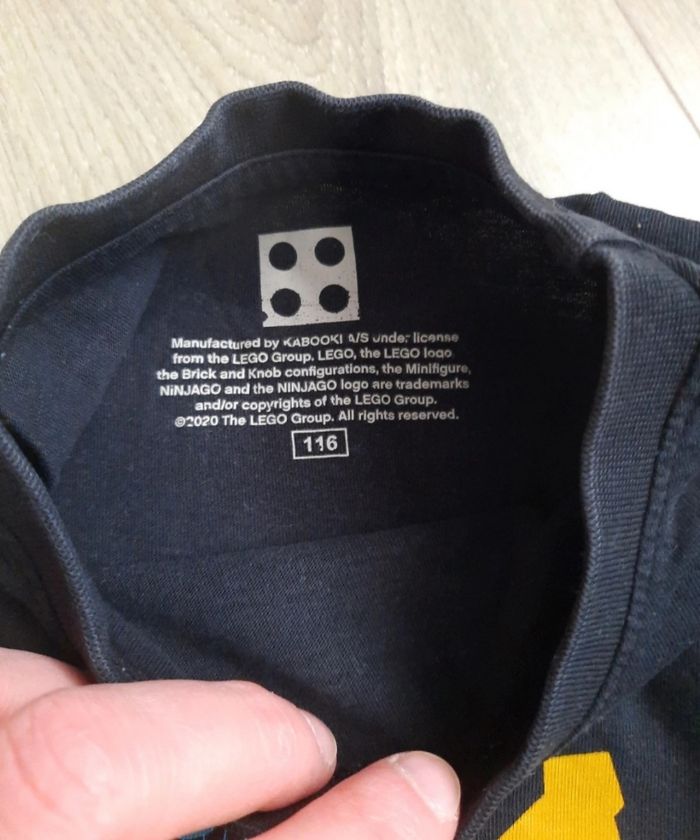 Manufactured by KABOOKI A/S under license
from the LEGO Group. LEGO, the LEGO logo
the Brick and Knob configurations, the Minifigure,
NINJAGO and the NINJAGO logo are trademarks
and/or copyrights of the LEGO Group.
©2020 The LEGO Group. All rights reserved.
116